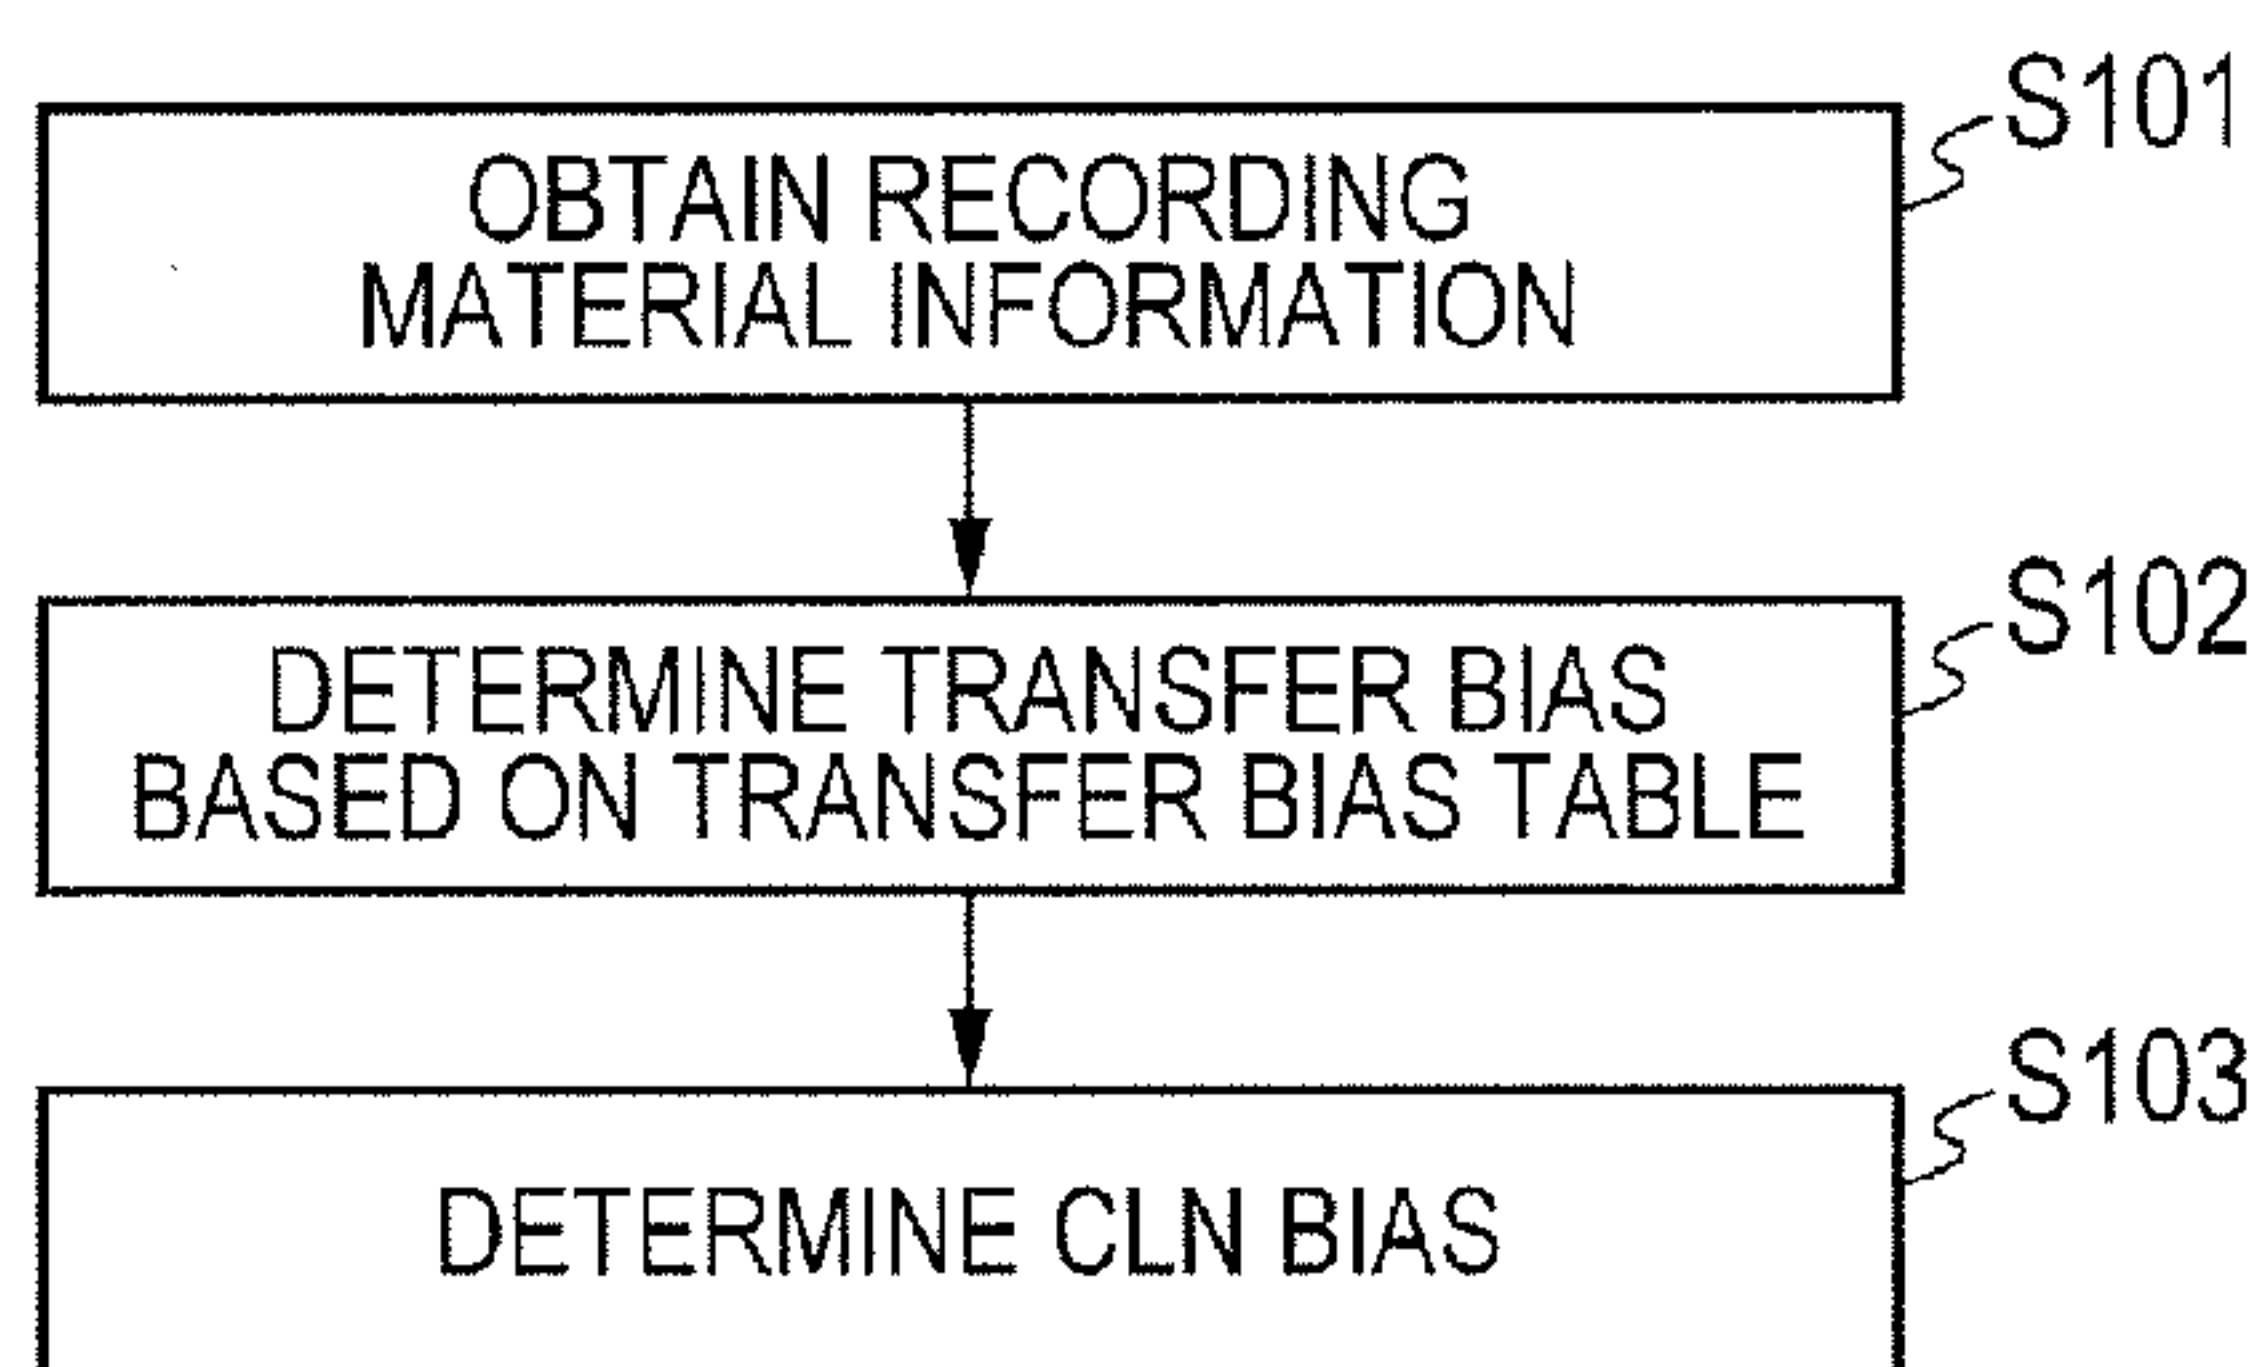 S101
OBTAIN RECORDING
MATERIAL INFORMATION
S102
DETERMINE TRANSFER BIAS
BASED ON TRANSFER BIAS TABLE
S103
DETERMINE CLN BIAS